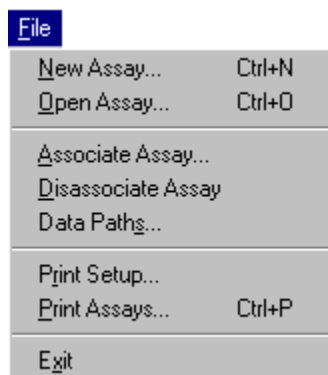 File
New Assay... Ctrl+N
Open Assay... Ctrl+O
Associate Assay...
Disassociate Assay
Data Paths...
Print Setup...
Print Assays... Ctrl+P
Exit